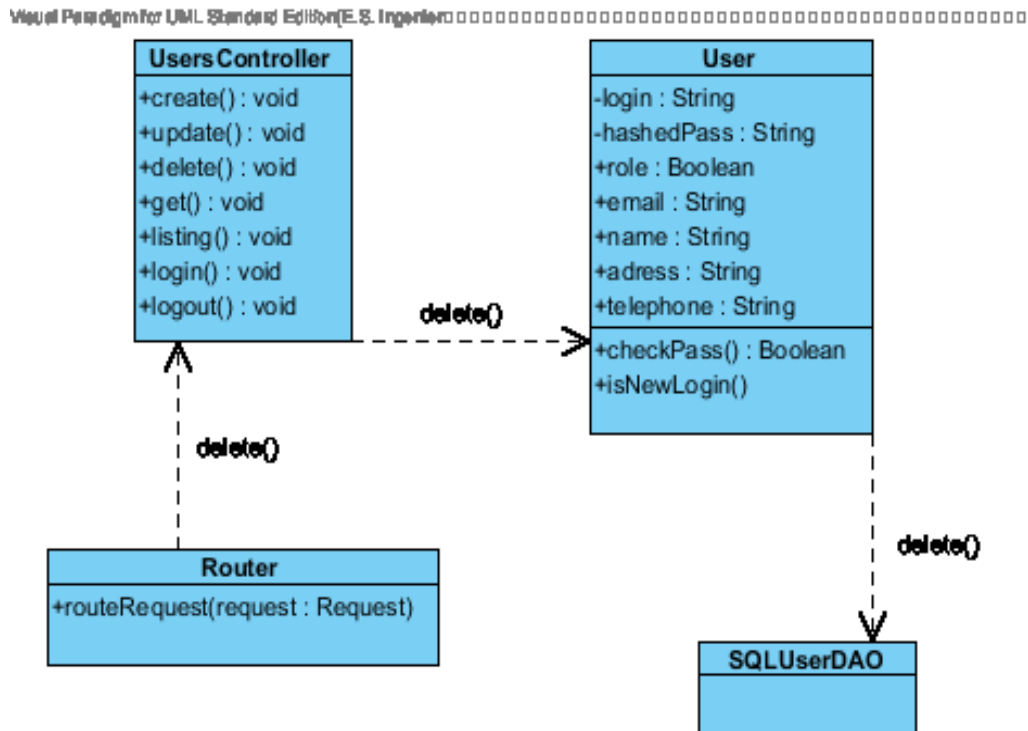 Visual Paradigm for UML Standard Edition(E.S. Ingenier
UsersController
+create() : void
+update() : void
+delete() : void
+get() : void
+listing() : void
+login() : void
+logout() : void
User
-login : String
-hashedPass : String
+role : Boolean
+email : String
+name : String
+adress : String
+telephone : String
+checkPass() : Boolean
+isNewLogin()
delete()
delete()
Router
+routeRequest(request : Request)
delete()
SQLUserDAO